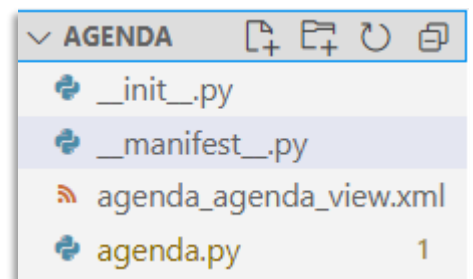 AGENDA
__init__.py
__manifest__.py
agenda_agenda_view.xml
agenda.py 1